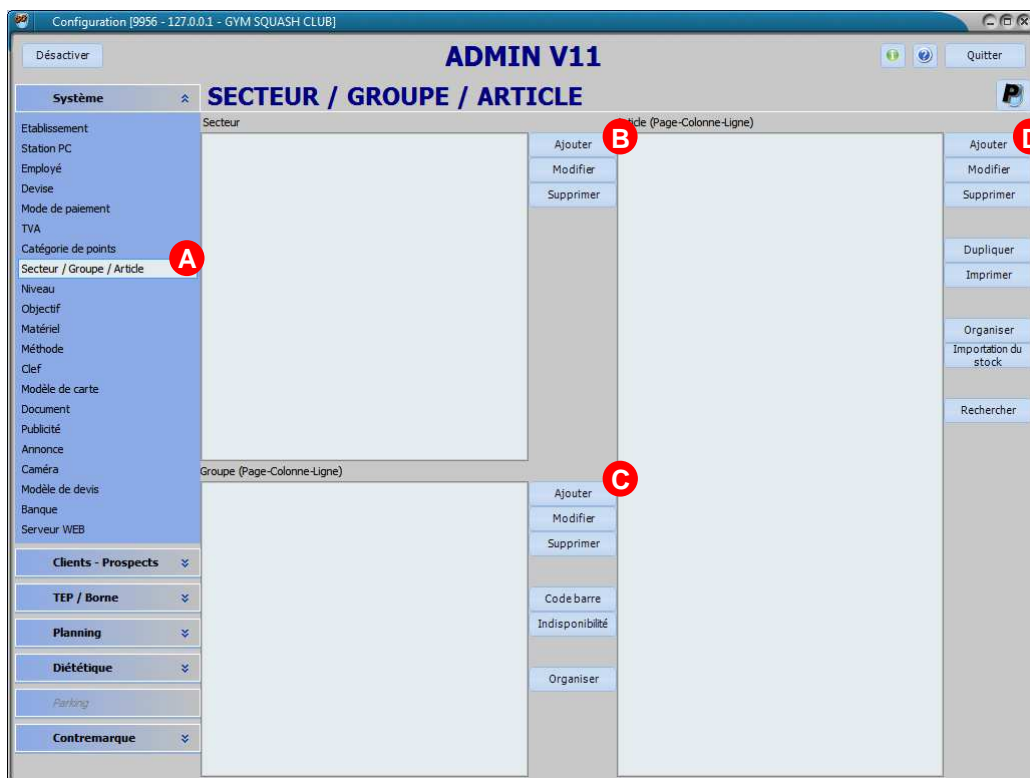 Configuration [9956 - 127.0.0.1 - GYM SQUASH CLUB]
Désactiver
ADMIN V11
Quitter
Système
SECTEUR / GROUPE / ARTICLE
Etablissement
Station PC
Employé
Devise
Mode de paiement
TVA
Catégorie de points
Secteur / Groupe / Article
A
Niveau
Objectif
Matériel
Méthode
Clef
Modèle de carte
Document
Publicité
Annonce
Caméra
Modèle de devis
Banque
Serveur WEB
Clients - Prospects
TEP / Borne
Planning
Diététique
Parking
Contremarque
Secteur
Ajouter
B
Modifier
Supprimer
Groupe (Page-Colonne-Ligne)
Ajouter
C
Modifier
Supprimer
Code barre
Indisponibilité
Organiser
(Page-Colonne-Ligne)
Ajouter
D
Modifier
Supprimer
Dupliquer
Imprimer
Organiser
Importation du
stock
Rechercher